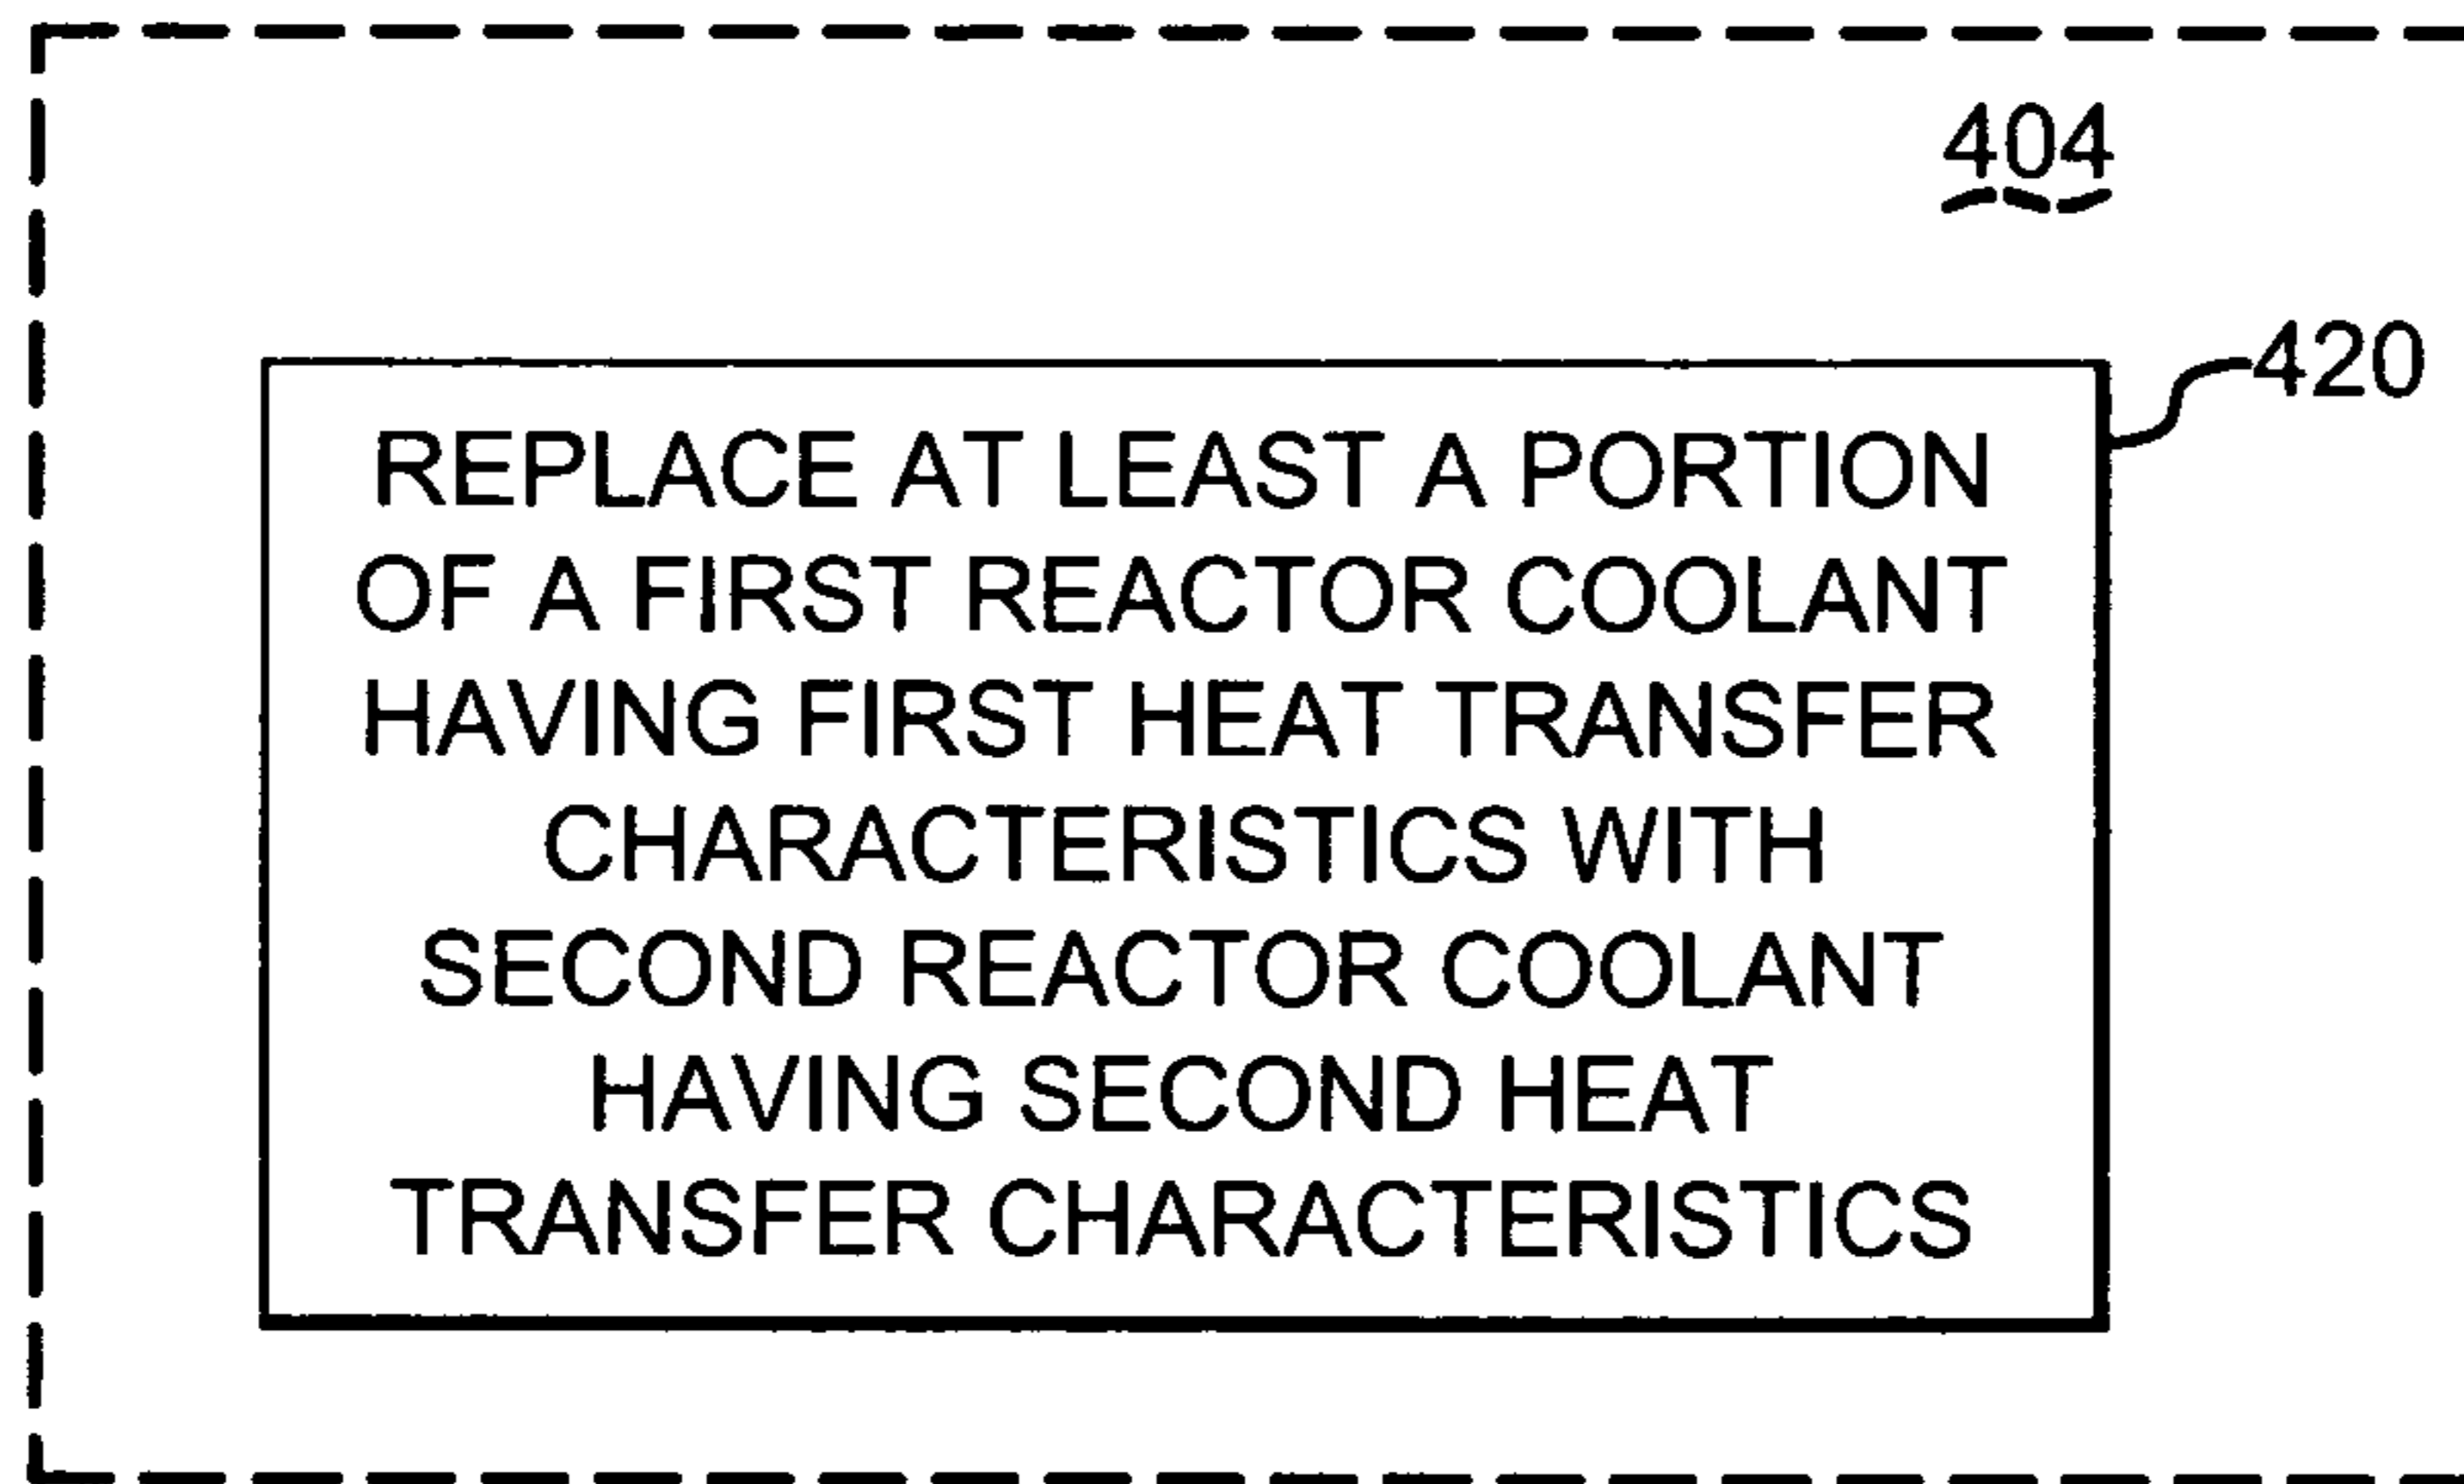 404
420
REPLACE AT LEAST A PORTION
OF A FIRST REACTOR COOLANT
HAVING FIRST HEAT TRANSFER
CHARACTERISTICS WITH
SECOND REACTOR COOLANT
HAVING SECOND HEAT
TRANSFER CHARACTERISTICS